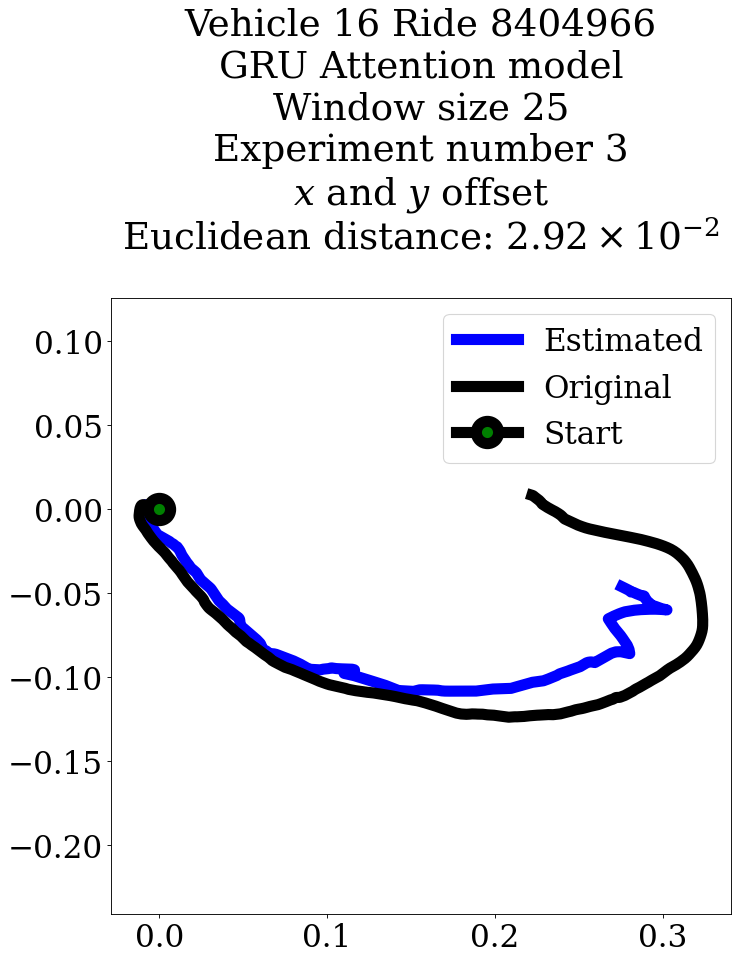 Vehicle 16 Ride 8404966
GRU Attention model
Window size 25
Experiment number 3
x and y offset
Euclidean distance: 2.92 × 10⁻²
Estimated
Original
Start
0.10
0.05
0.00
−0.05
−0.10
−0.15
−0.20
0.0 0.1 0.2 0.3